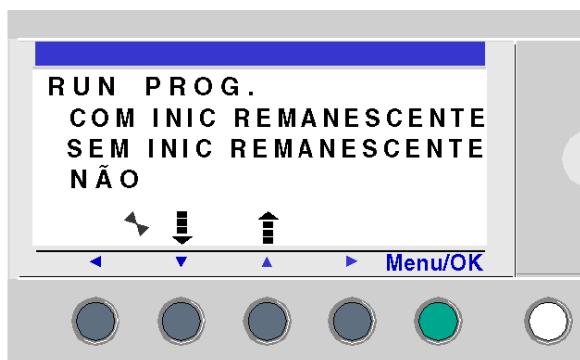 RUN PROG.
COM INIC REMANESCENTE
SEM INIC REMANESCENTE
NÃO
Menu/OK